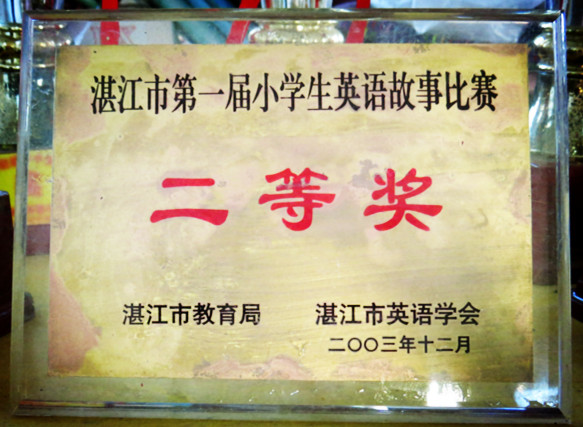 湛江市第一届小学生英语故事比赛
二等奖
湛江市教育局 湛江市英语学会
二〇〇三年十二月